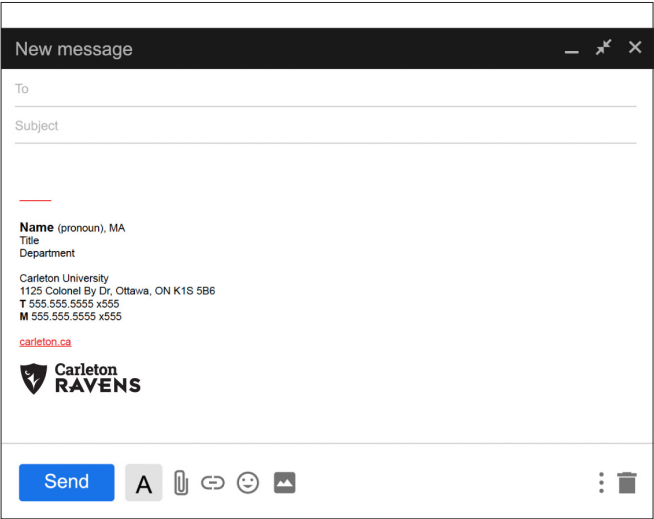 New message
To
Subject
Name (pronoun), MA
Title
Department
Carleton University
1125 Colonel By Dr, Ottawa, ON K1S 5B6
T 555.555.5555 x555
M 555.555.5555 x555
carleton.ca
Carleton
RAVENS
Send A